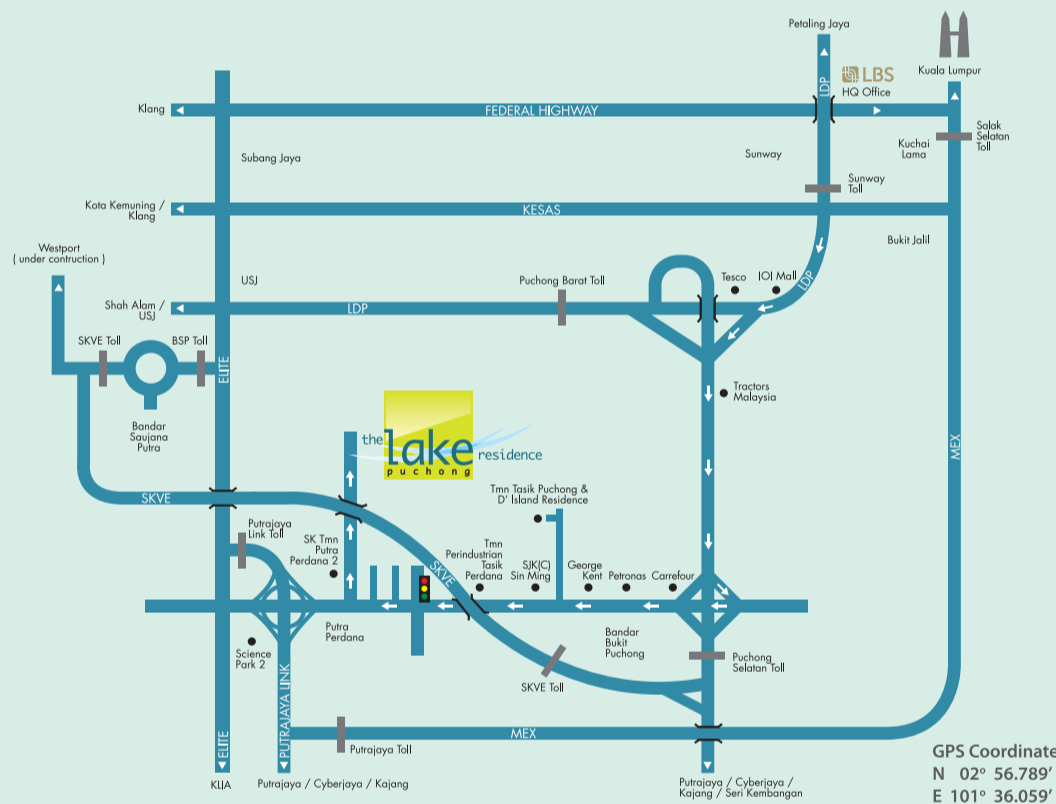 Petaling Jaya
LDP
LBS
HQ Office
Kuala Lumpur
Klang
FEDERAL HIGHWAY
Salak
Selatan
Toll
Kuchai
Lama
Subang Jaya
Sunway
Sunway
Toll
Kota Kemuning /
Klang
KESAS
Westport
( under contruction )
Bukit Jalil
USJ
Puchong Barat Toll
Tesco
IOI Mall
LDP
Shah Alam /
USJ
LDP
SKVE Toll
BSP Toll
ELITE
Tractors
Malaysia
Bandar
Saujana
Putra
the lake residence
puchong
MEX
SKVE
Tmn Tasik Puchong &
D' Island Residence
Putrajaya
Link Toll
SK Tmn
Putra
Perdana 2
SKVE
Tmn
Perindustrian
Tasik
Perdana
SJK(C)
Sin Ming
George
Kent
Petronas
Carrefour
Putra
Perdana
Science
Park 2
Bandar
Bukit
Puchong
Puchong
Selatan Toll
SKVE Toll
PUTRAJAYA LINK
ELITE
MEX
Putrajaya Toll
KLIA
Putrajaya / Cyberjaya / Kajang
Putrajaya / Cyberjaya /
Kajang / Seri Kembangan
GPS Coordinate
N 02° 56.789'
E 101° 36.059'